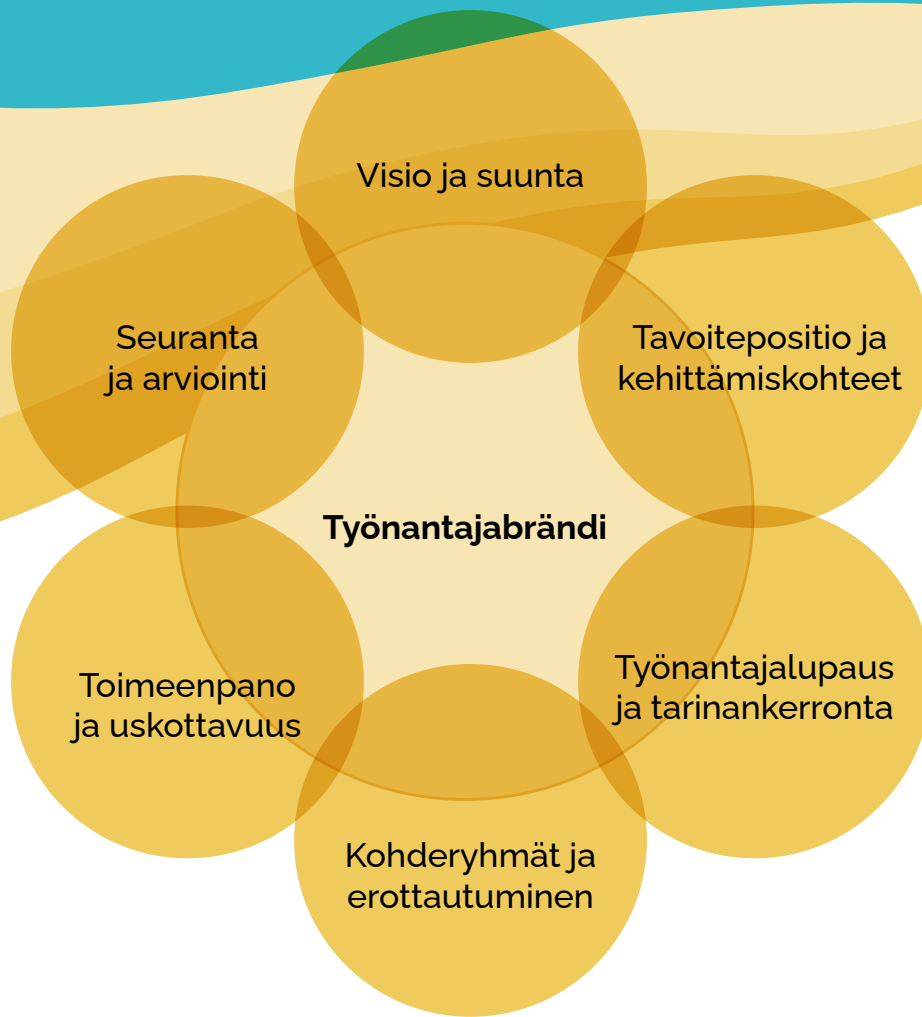 Visio ja suunta
Tavoitepositio ja
kehittämiskohteet
Työnantajalupaus
ja tarinankerronta
Kohderyhmät ja
erottautuminen
Toimeenpano
ja uskottavuus
Seuranta
ja arviointi
Työnantajabrändi